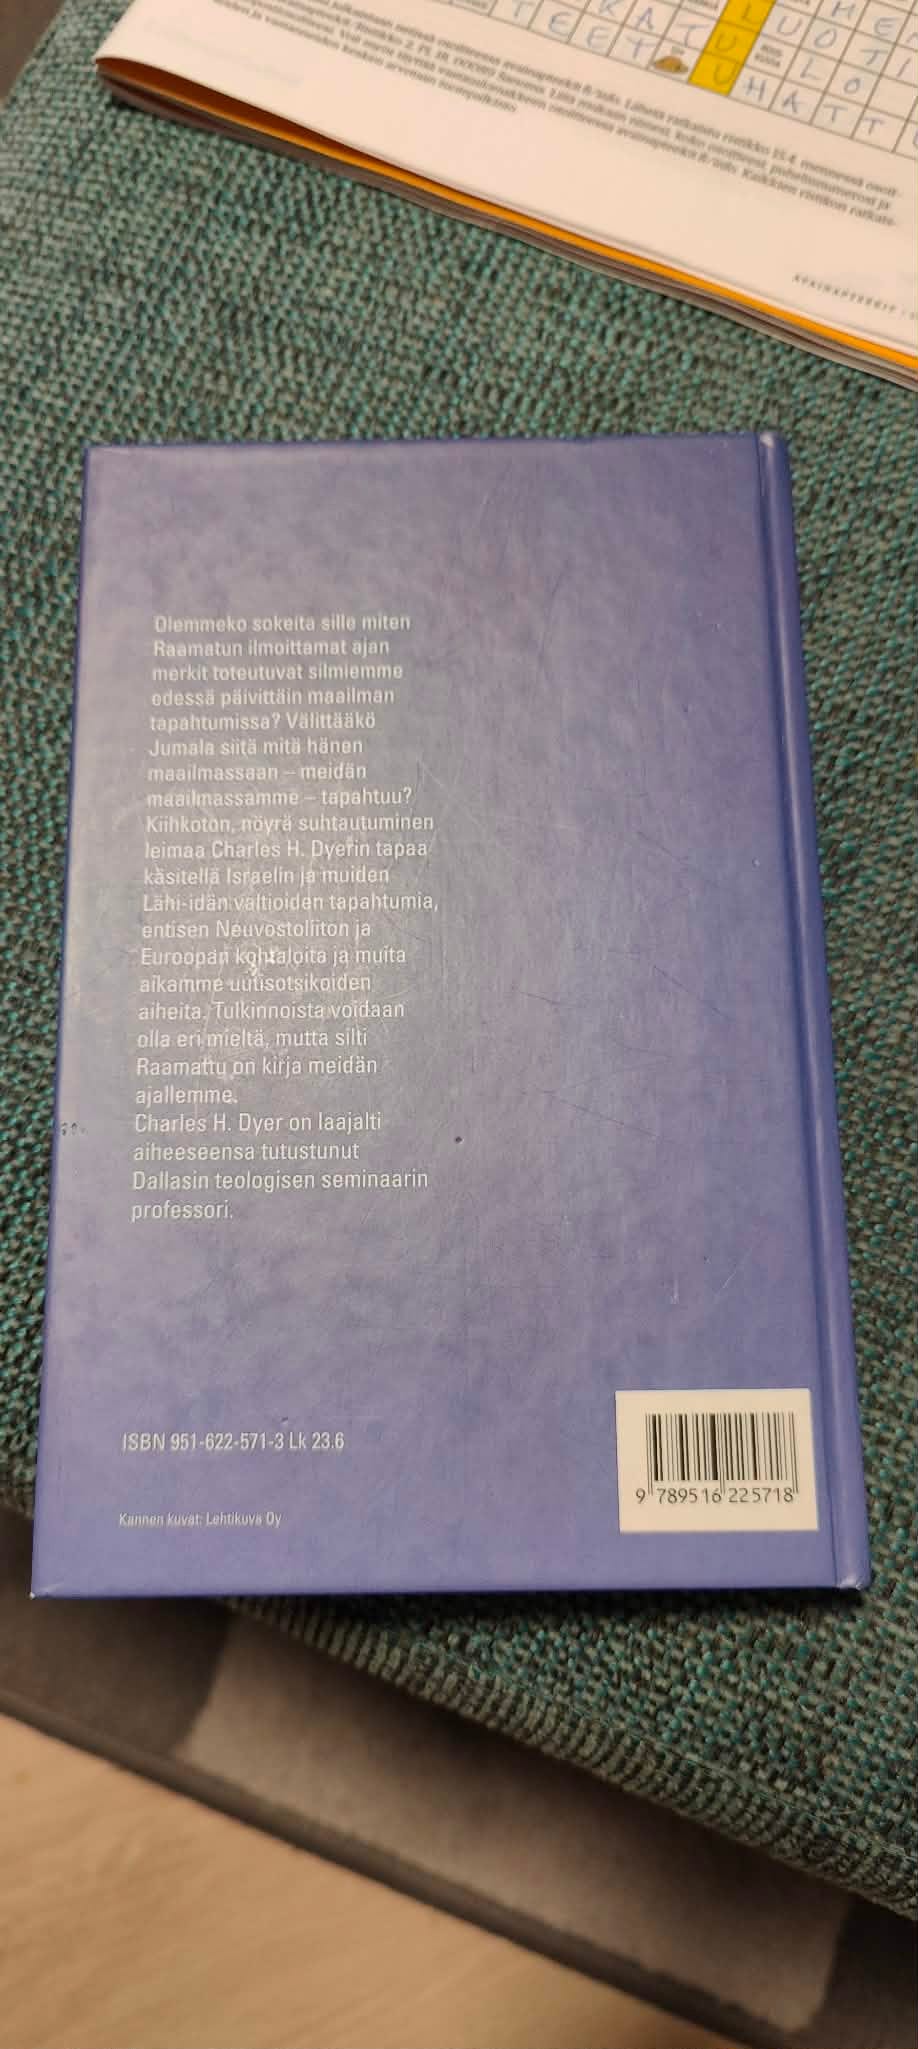 T E E T
K A T U U
L U O T I
U H A T T
Olemmeko sokeita sille miten
Raamatun ilmoittamat ajan
merkit toteutuvat silmiemme
edessä päivittäin maailman
tapahtumissa? Välittääkö
Jumala siitä mitä hänen
maailmassaan – meidän
maailmassamme – tapahtuu?
Kiihkoton, nöyrä suhtautuminen
leimaa Charles H. Dyerin tapaa
käsitellä Israelin ja muiden
Lähi-idän valtioiden tapahtumia,
entisen Neuvostoliiton ja
Euroopan kohtaloita ja muita
aikamme uutisotsikoiden
aiheita. Tulkinnoista voidaan
olla eri mieltä, mutta silti
Raamattu on kirja meidän
ajallemme.
Charles H. Dyer on laajalti
aiheeseensa tutustunut
Dallasin teologisen seminaarin
professori.
ISBN 951-622-571-3 Lk 23.6
9 789516 225718
Kannen kuvat: Lehtikuva Oy